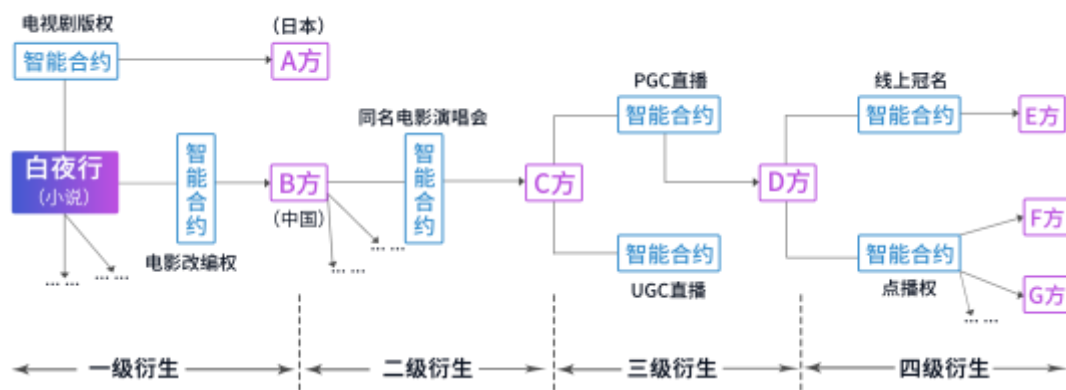 电视剧版权
智能合约
(日本)
A方
白夜行
(小说)
智能合约
电影改编权
... ...
... ...
B方
(中国)
... ...
... ...
同名电影演唱会
智能合约
C方
PGC直播
智能合约
智能合约
UGC直播
D方
线上冠名
智能合约
E方
智能合约
点播权
F方
G方
... ...
一级衍生
二级衍生
三级衍生
四级衍生